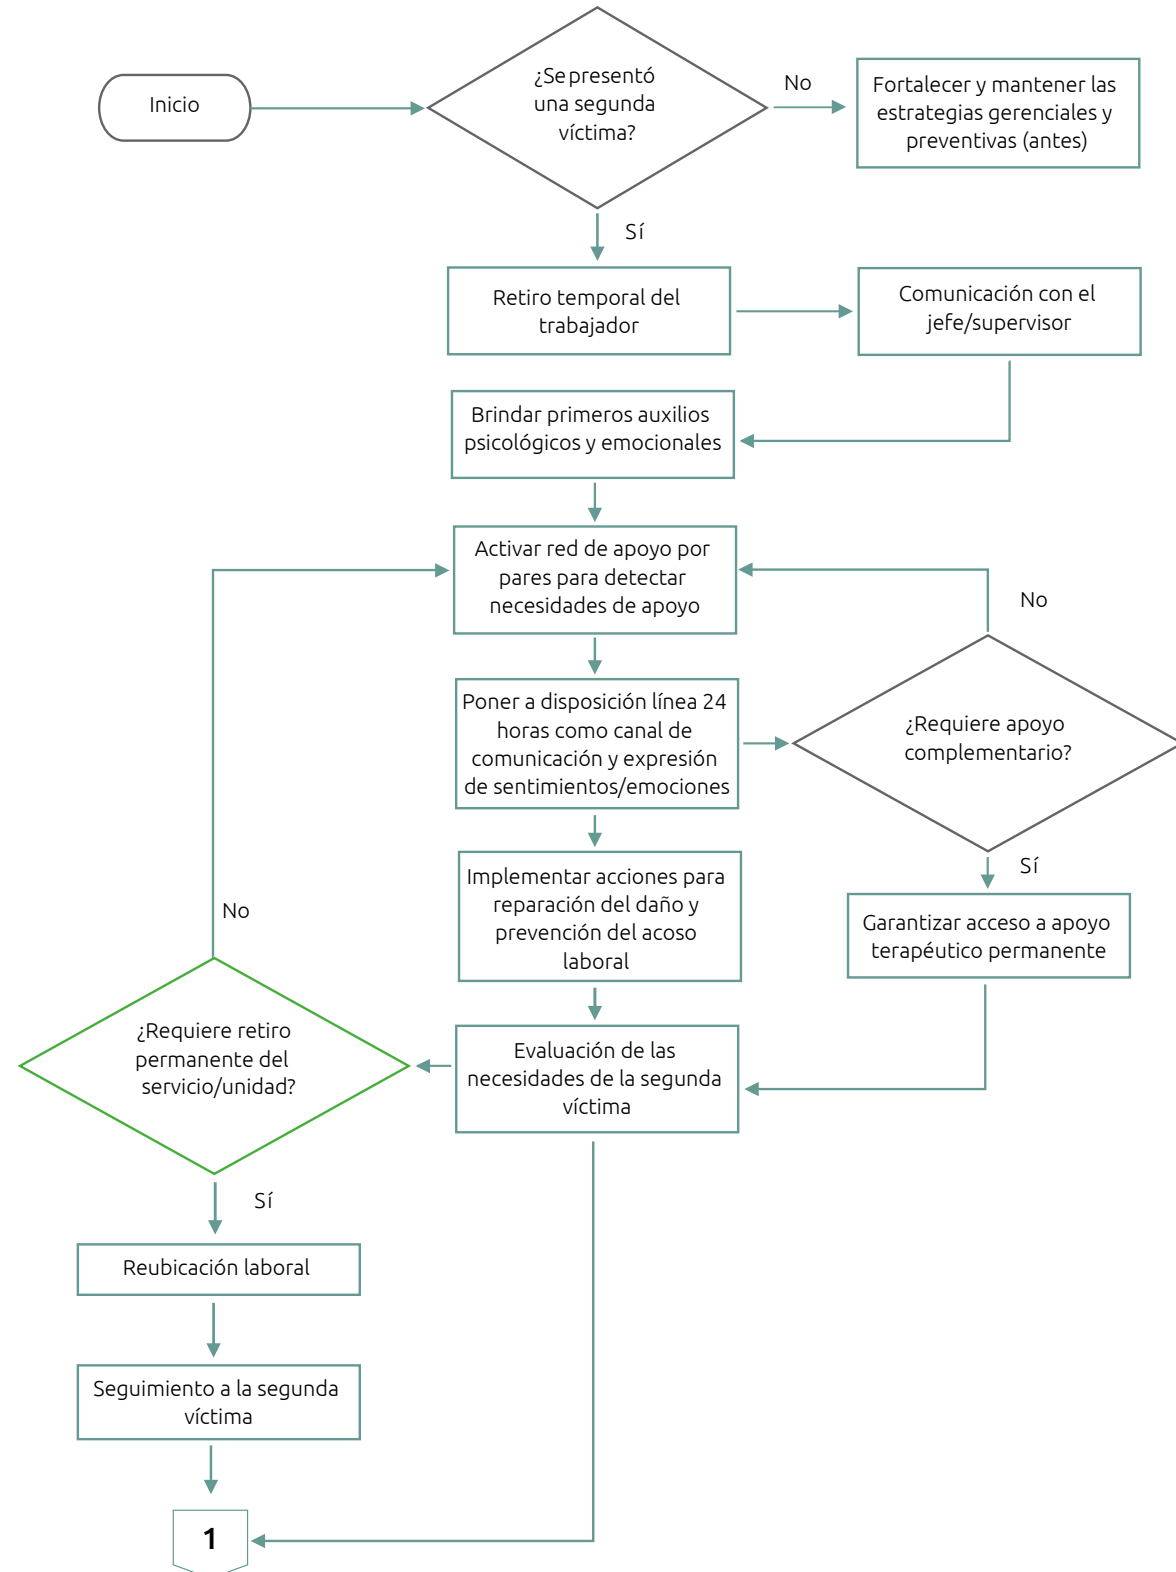 Inicio
¿Se presentó
una segunda
víctima?
No
Fortalecer y mantener las
estrategias gerenciales y
preventivas (antes)
Sí
Retiro temporal del
trabajador
Comunicación con el
jefe/supervisor
Brindar primeros auxilios
psicológicos y emocionales
Activar red de apoyo por
pares para detectar
necesidades de apoyo
No
Poner a disposición línea 24
horas como canal de
comunicación y expresión
de sentimientos/emociones
¿Requiere apoyo
complementario?
Sí
Implementar acciones para
reparación del daño y
prevención del acoso
laboral
Garantizar acceso a apoyo
terapéutico permanente
No
¿Requiere retiro
permanente del
servicio/unidad?
Evaluación de las
necesidades de la segunda
víctima
Sí
Reubicación laboral
Seguimiento a la segunda
víctima
1